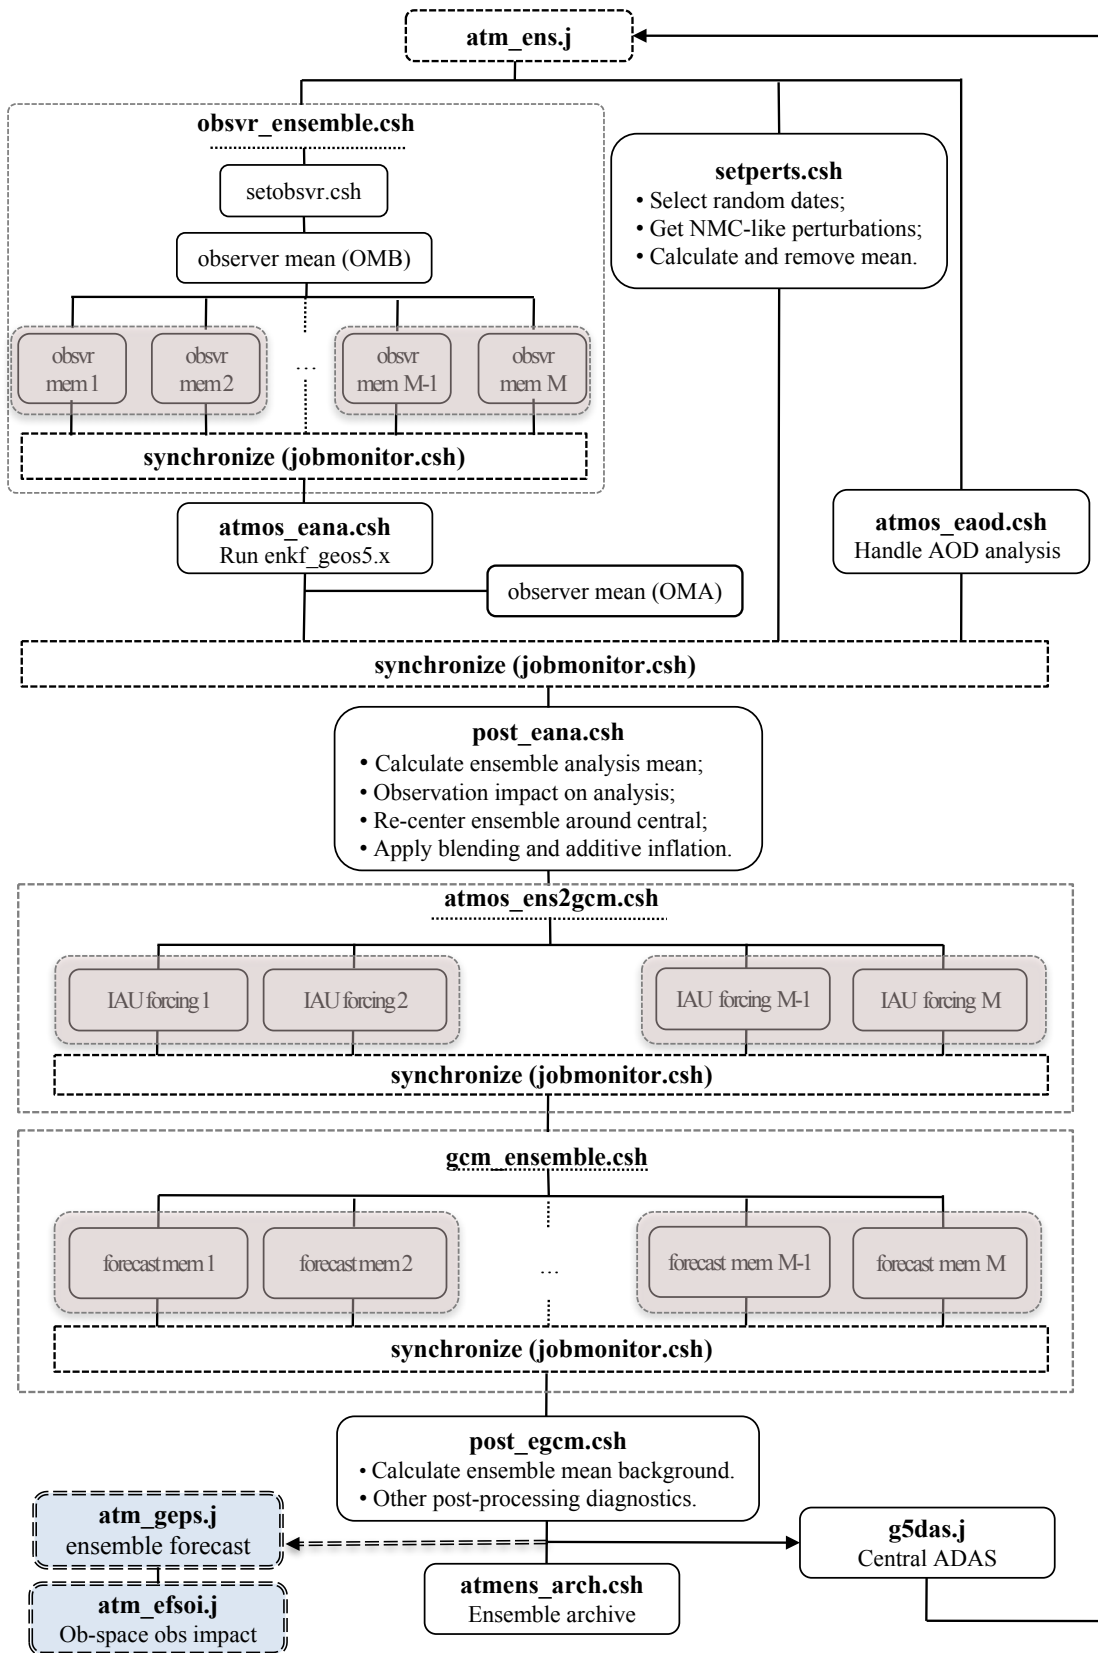 atm_ens.j
obsvr_ensemble.csh
setobsvr.csh
observer mean (OMB)
obsvr
mem 1
obsvr
mem 2
...
obsvr
mem M-1
obsvr
mem M
synchronize (jobmonitor.csh)
setperts.csh
• Select random dates;
• Get NMC-like perturbations;
• Calculate and remove mean.
atmos_eana.csh
Run enkf_geos5.x
atmos_eaod.csh
Handle AOD analysis
observer mean (OMA)
synchronize (jobmonitor.csh)
post_eana.csh
• Calculate ensemble analysis mean;
• Observation impact on analysis;
• Re-center ensemble around central;
• Apply blending and additive inflation.
atmos_ens2gcm.csh
IAU forcing 1
IAU forcing 2
IAU forcing M-1
IAU forcing M
synchronize (jobmonitor.csh)
gcm_ensemble.csh
forecast mem 1
forecast mem 2
...
forecast mem M-1
forecast mem M
synchronize (jobmonitor.csh)
post_egcm.csh
• Calculate ensemble mean background.
• Other post-processing diagnostics.
atm_geps.j
ensemble forecast
g5das.j
Central ADAS
atmens_arch.csh
Ensemble archive
atm_efsoi.j
Ob-space obs impact